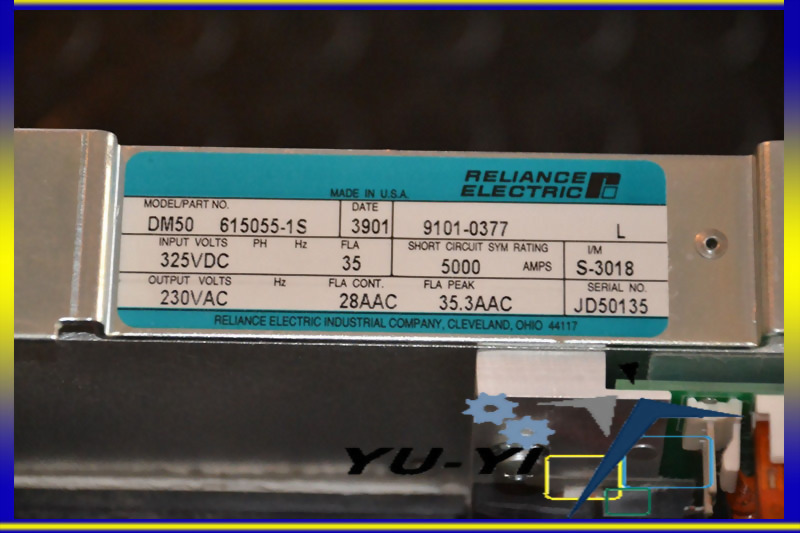 RELIANCE
MADE IN U.S.A. ELECTRIC
MODEL/PART NO. DATE
DM50 615055-1S 3901 9101-0377 L
INPUT VOLTS PH Hz FLA SHORT CIRCUIT SYM RATING I/M
325VDC 35 5000 AMPS S-3018
OUTPUT VOLTS Hz FLA CONT. FLA PEAK SERIAL NO.
230VAC 28AAC 35.3AAC JD50135
RELIANCE ELECTRIC INDUSTRIAL COMPANY, CLEVELAND, OHIO 44117
YU-YI